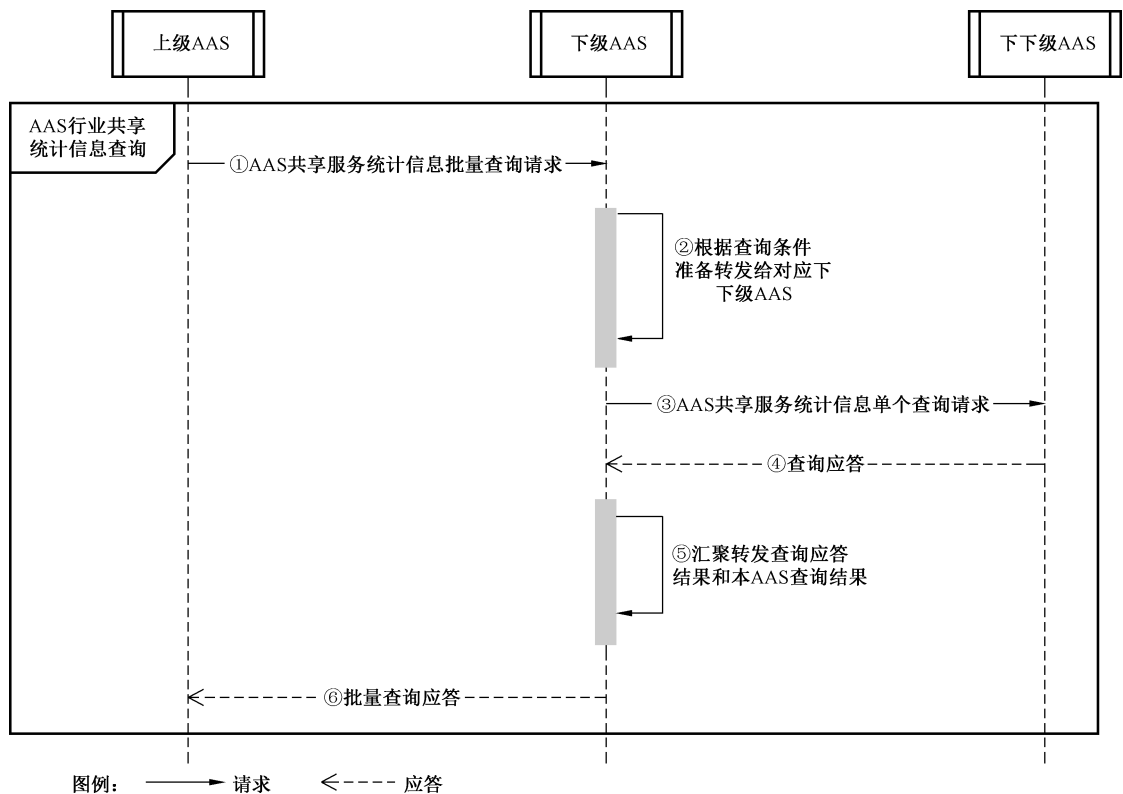 上级AAS
下级AAS
下下级AAS
AAS行业共享
统计信息查询
①AAS共享服务统计信息批量查询请求
②根据查询条件
准备转发给对应下
下级AAS
③AAS共享服务统计信息单个查询请求
④查询应答
⑤汇聚转发查询应答
结果和本AAS查询结果
⑥批量查询应答
图例： 请求 应答